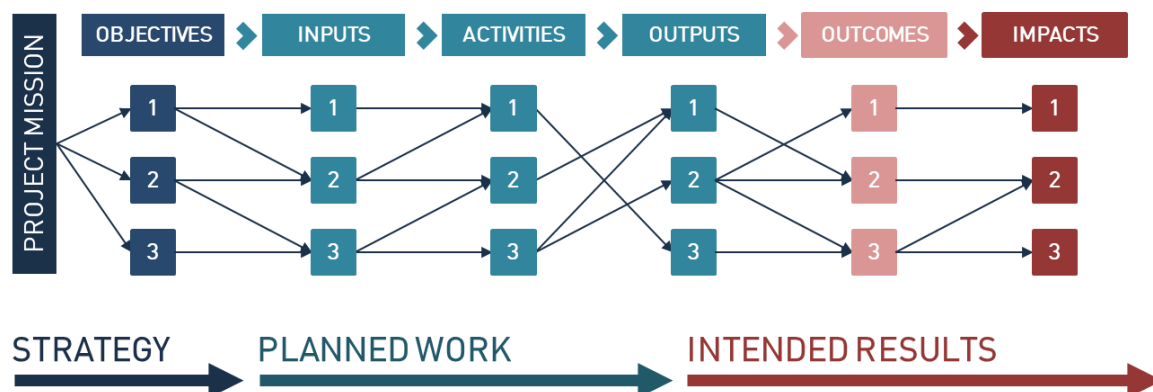 PROJECT MISSION
OBJECTIVES INPUTS ACTIVITIES OUTPUTS OUTCOMES IMPACTS
1 1 1 1 1 1
2 2 2 2 2 2
3 3 3 3 3 3
STRATEGY PLANNED WORK INTENDED RESULTS